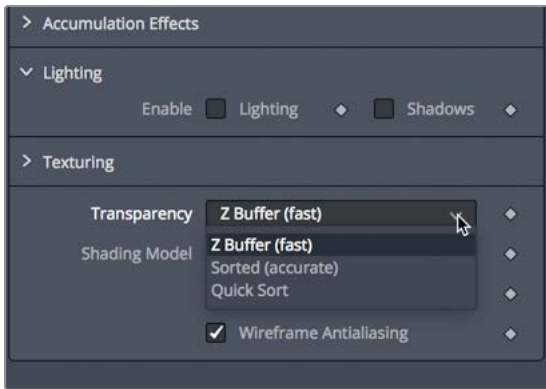 Accumulation Effects
Lighting
Enable Lighting Shadows
Texturing
Transparency Z Buffer (fast)
Z Buffer (fast)
Shading Model
Sorted (accurate)
Quick Sort
Wireframe Antialiasing